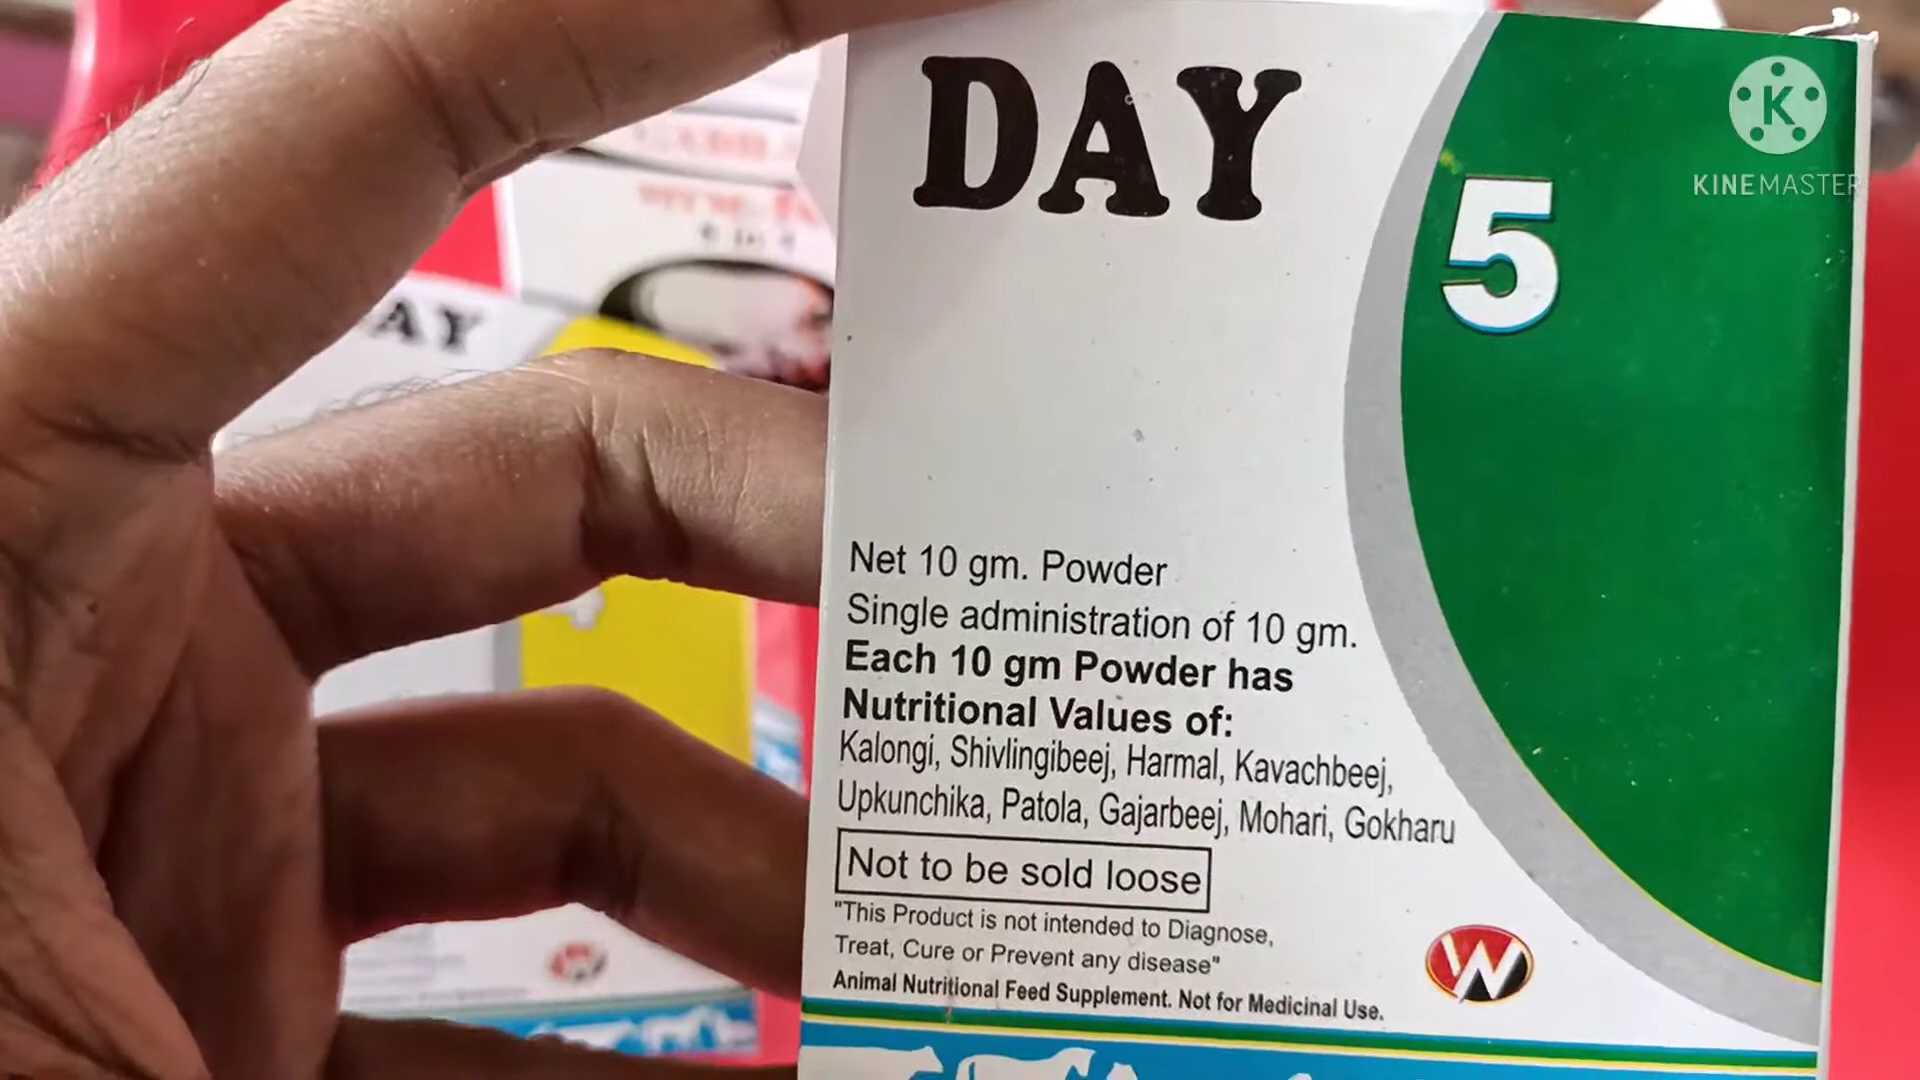 DAY
5
KINEMASTER
Net 10 gm. Powder
Single administration of 10 gm.
Each 10 gm Powder has
Nutritional Values of:
Kalongi, Shivlingibeej, Harmal, Kavachbeej,
Upkunchika, Patola, Gajarbeej, Mohari, Gokharu
Not to be sold loose
"This Product is not intended to Diagnose,
Treat, Cure or Prevent any disease"
Animal Nutritional Feed Supplement. Not for Medicinal Use.
AY
4